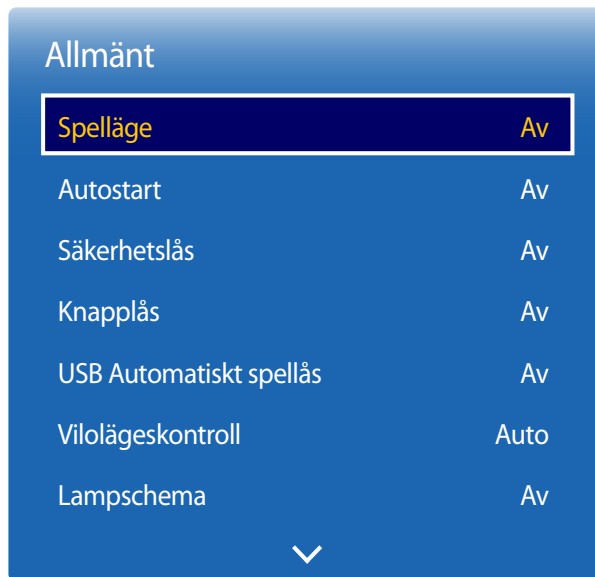 Allmänt
Spelläge Av
Autostart Av
Säkerhetslås Av
Knapplås Av
USB Automatiskt spellås Av
Vilolägeskontroll Auto
Lampschema Av